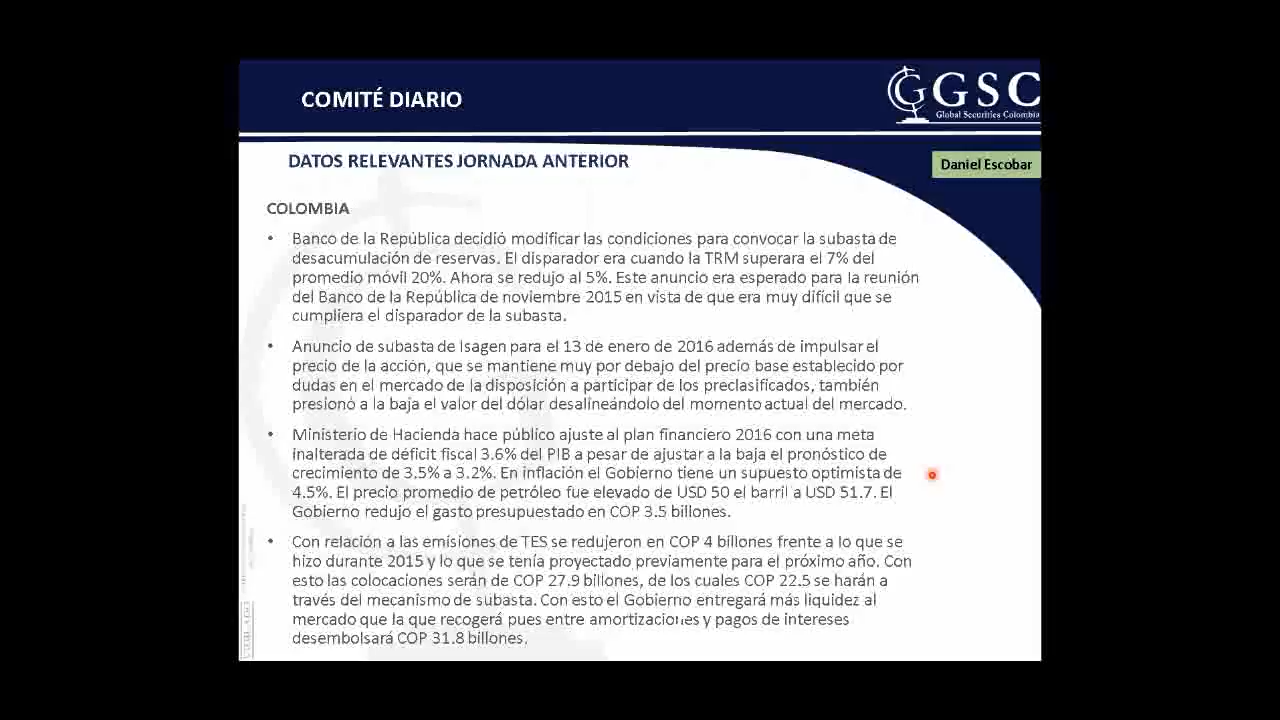 COMITÉ DIARIO
GSC
Global Securities Colombia
DATOS RELEVANTES JORNADA ANTERIOR
Daniel Escobar
COLOMBIA
• Banco de la República decidió modificar las condiciones para convocar la subasta de
desacumulación de reservas. El disparador era cuando la TRM superara el 7% del
promedio móvil 20%. Ahora se redujo al 5%. Este anuncio era esperado para la reunión
del Banco de la República de noviembre 2015 en vista de que era muy difícil que se
cumpliera el disparador de la subasta.
• Anuncio de subasta de Isagen para el 13 de enero de 2016 además de impulsar el
precio de la acción, que se mantiene muy por debajo del precio base establecido por
dudas en el mercado de la disposición a participar de los preclasificados, también
presionó a la baja el valor del dólar desalineándolo del momento actual del mercado.
• Ministerio de Hacienda hace público ajuste al plan financiero 2016 con una meta
inalterada de déficit fiscal 3.6% del PIB a pesar de ajustar a la baja el pronóstico de
crecimiento de 3.5% a 3.2%. En inflación el Gobierno tiene un supuesto optimista de
4.5%. El precio promedio de petróleo fue elevado de USD 50 el barril a USD 51.7. El
Gobierno redujo el gasto presupuestado en COP 3.5 billones.
• Con relación a las emisiones de TES se redujeron en COP 4 billones frente a lo que se
hizo durante 2015 y lo que se tenía proyectado previamente para el próximo año. Con
esto las colocaciones serán de COP 27.9 billones, de los cuales COP 22.5 se harán a
través del mecanismo de subasta. Con esto el Gobierno entregará más liquidez al
mercado que la que recogerá pues entre amortizaciones y pagos de intereses
desembolsará COP 31.8 billones.